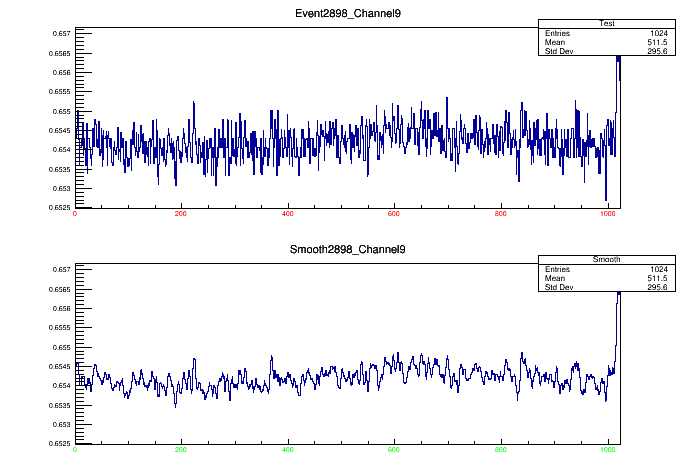 Event2898_Channel9
Test
Entries 1024
Mean 511.5
Std Dev 295.6
0.657
0.6565
0.656
0.6555
0.655
0.6545
0.654
0.6535
0.653
0.6525
0 200 400 600 800 1000
Smooth2898_Channel9
Smooth
Entries 1024
Mean 511.5
Std Dev 295.6
0.657
0.6565
0.656
0.6555
0.655
0.6545
0.654
0.6535
0.653
0.6525
0 200 400 600 800 1000